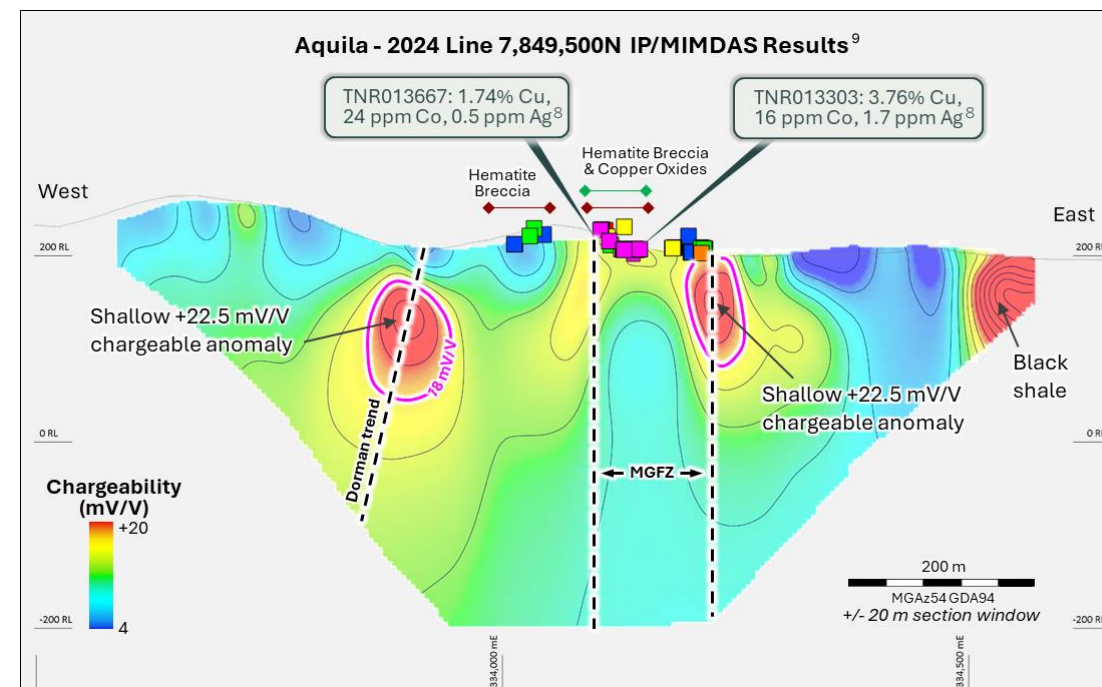 Aquila - 2024 Line 7,849,500N IP/MIMDAS Results⁹
TNR013667: 1.74% Cu,
24 ppm Co, 0.5 ppm Ag⁸
TNR013303: 3.76% Cu,
16 ppm Co, 1.7 ppm Ag⁸
Hematite
Breccia
Hematite Breccia
& Copper Oxides
West
East
200 RL
200 RL
Shallow +22.5 mV/V
chargeable anomaly
18 mV/V
Black
shale
Shallow +22.5 mV/V
chargeable anomaly
0 RL
0 RL
Dorman trend
MGFZ
Chargeability
(mV/V)
+20
4
200 m
MGAz54 GDA94
+/- 20 m section window
-200 RL
-200 RL
334,000 mE
334,500 mE